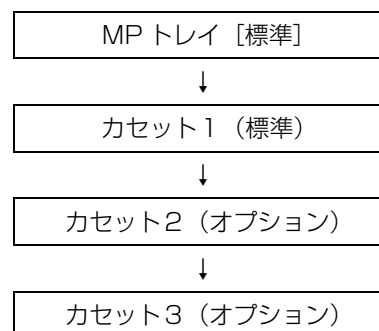 MP トレイ［標準］
↓
カセット１（標準）
↓
カセット２（オプション）
↓
カセット３（オプション）